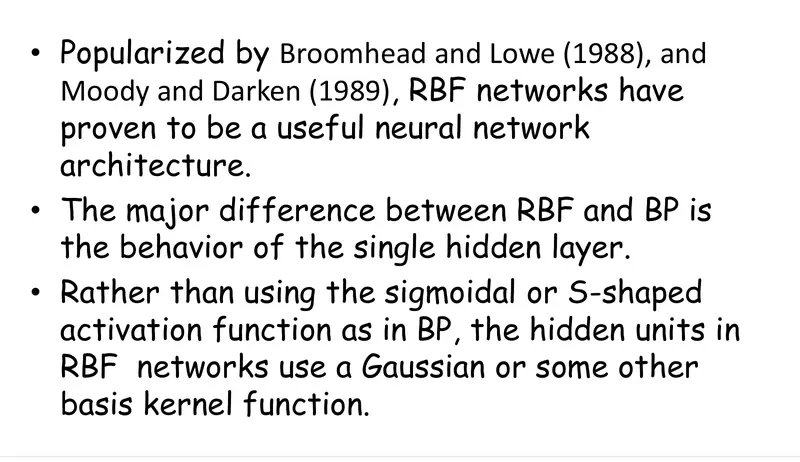 • Popularized by Broomhead and Lowe (1988), and
Moody and Darken (1989), RBF networks have
proven to be a useful neural network
architecture.
• The major difference between RBF and BP is
the behavior of the single hidden layer.
• Rather than using the sigmoidal or S-shaped
activation function as in BP, the hidden units in
RBF  networks use a Gaussian or some other
basis kernel function.